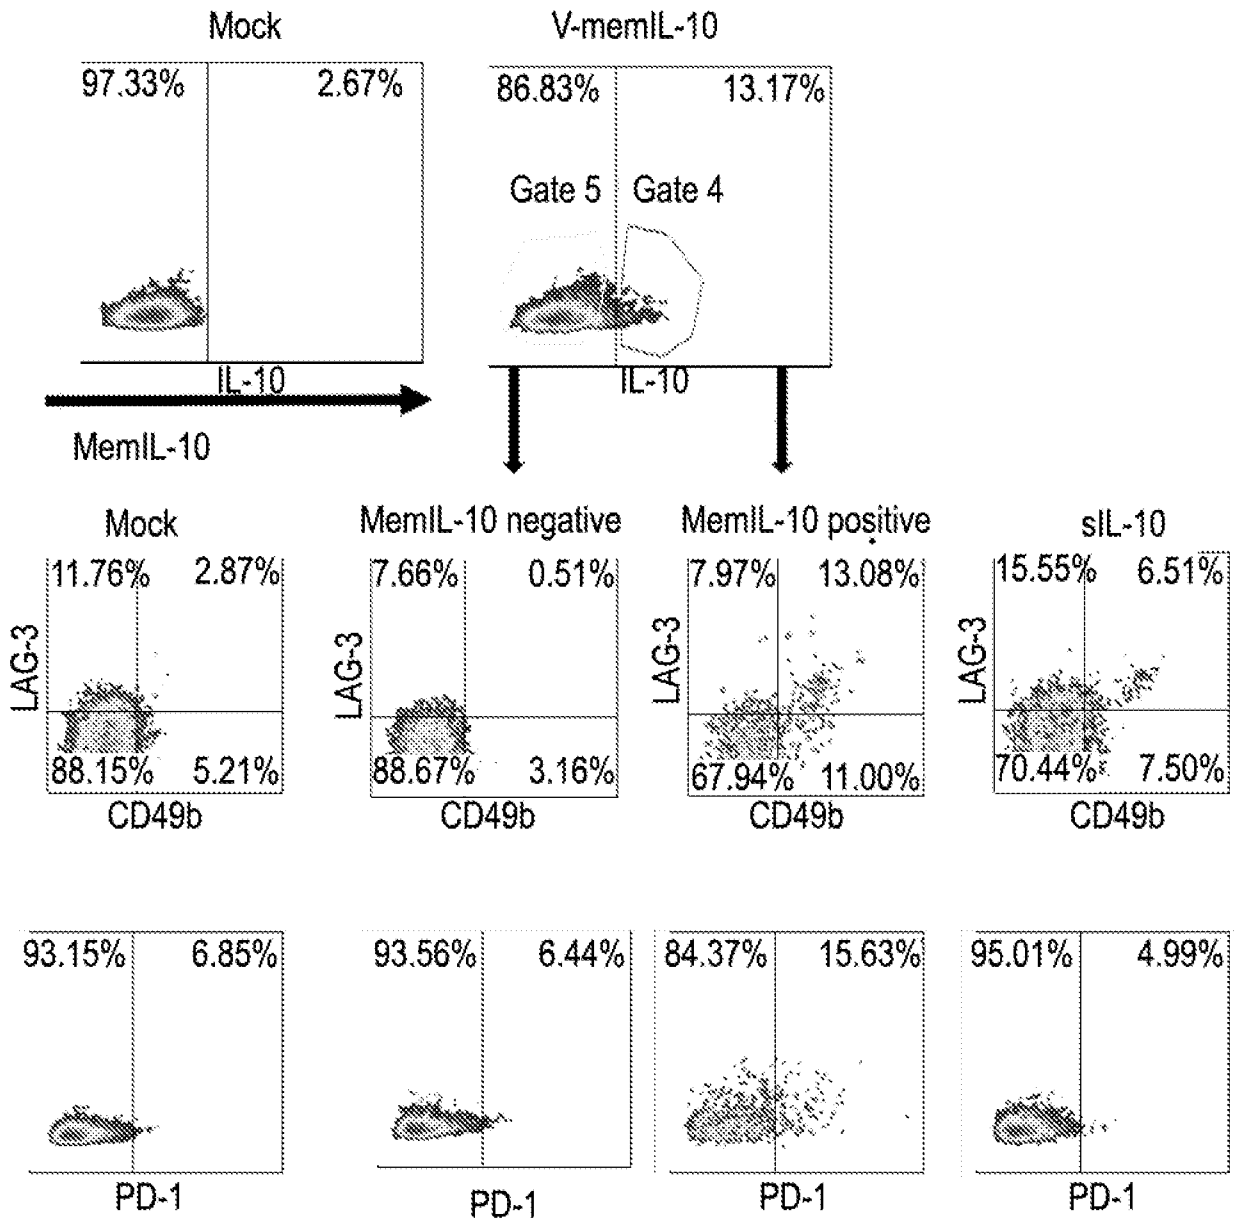 Mock
V-memIL-10
97.33% 2.67%
86.83% 13.17%
Gate 5 Gate 4
IL-10
IL-10
MemIL-10
Mock
MemIL-10 negative
MemIL-10 positive
sIL-10
11.76% 2.87%
7.66% 0.51%
7.97% 13.08%
15.55% 6.51%
LAG-3
LAG-3
LAG-3
LAG-3
88.15% 5.21%
88.67% 3.16%
67.94% 11.00%
70.44% 7.50%
CD49b
CD49b
CD49b
CD49b
93.15% 6.85%
93.56% 6.44%
84.37% 15.63%
95.01% 4.99%
PD-1
PD-1
PD-1
PD-1